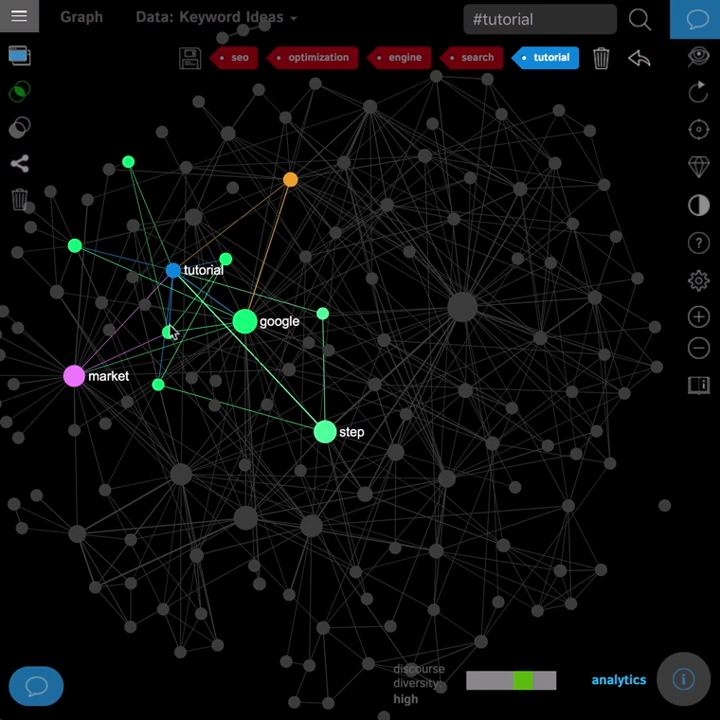 Graph
Data: Keyword Ideas
#tutorial
seo
optimization
engine
search
tutorial
tutorial
google
market
step
discourse
diversity:
high
analytics